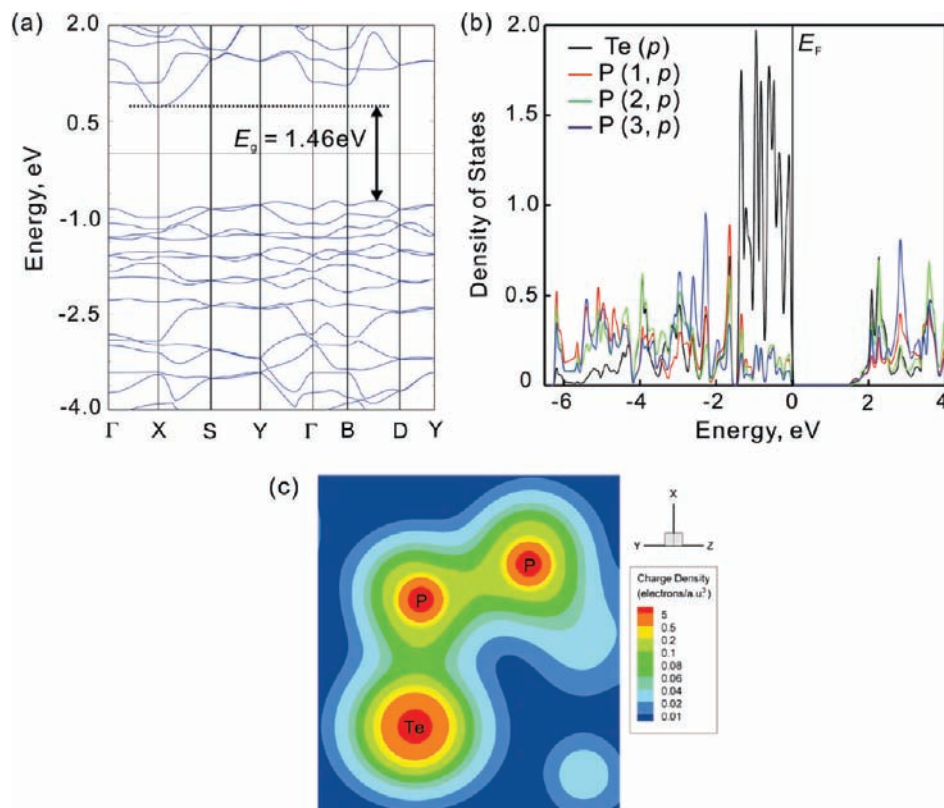 (a)
2.0
0.5
-1.0
-2.5
-4.0
Energy, eV
E_g = 1.46eV
Γ X S Y Γ B D Y
(b)
2.0
1.5
1.0
0.5
0
Density of States
Te (p)
P (1, p)
P (2, p)
P (3, p)
E_F
-6 -4 -2 0 2 4
Energy, eV
(c)
P
P
Te
X
Y Z
Charge Density
(electrons/a.u³)
5
0.5
0.2
0.1
0.08
0.06
0.04
0.02
0.01